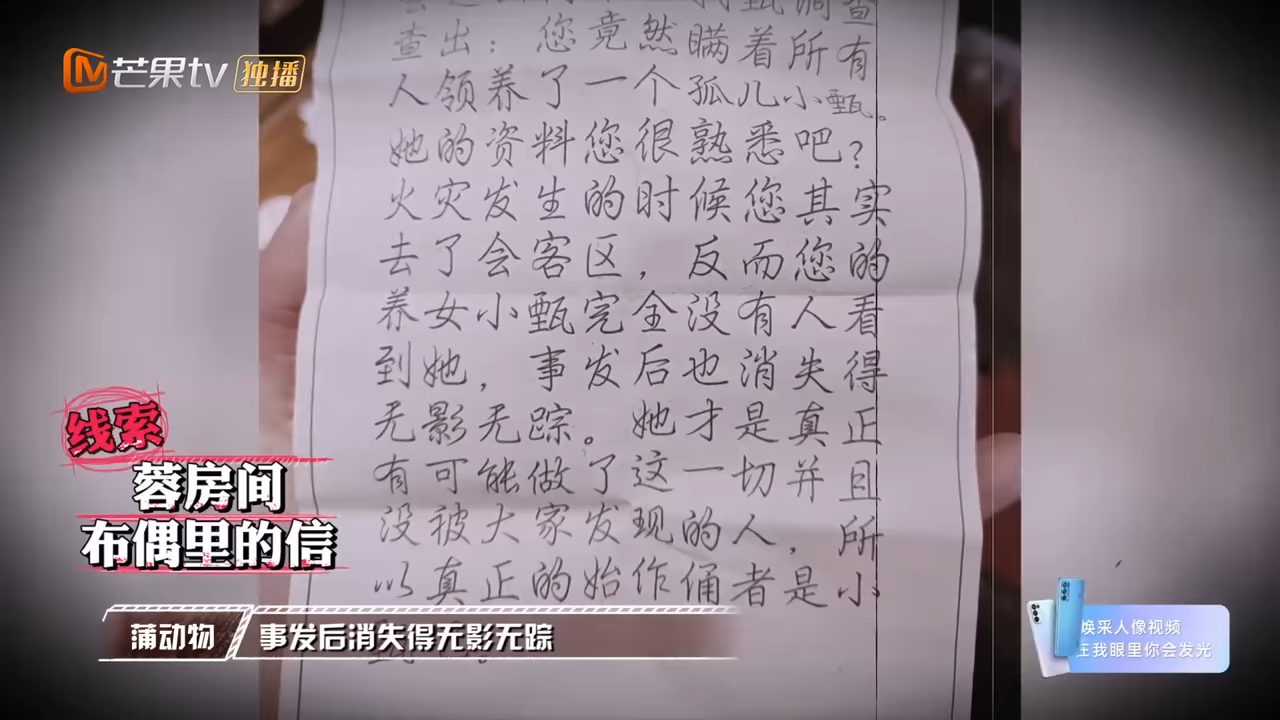 查出：您竟然瞒着所有
人领养了一个孤儿小甄。
她的资料您很熟悉吧？
火灾发生的时候您其实
去了会客区，反而您的
养女小甄完全没有人看
到她，事发后也消失得
无影无踪。她才是真正
有可能做了这一切并且
没被大家发现的人，所
以真正的始作俑者是小
芒果tv 独播
线索
蓉房间
布偶里的信
蒲动物 事发后消失得无影无踪
焕采人像视频
在我眼里你会发光